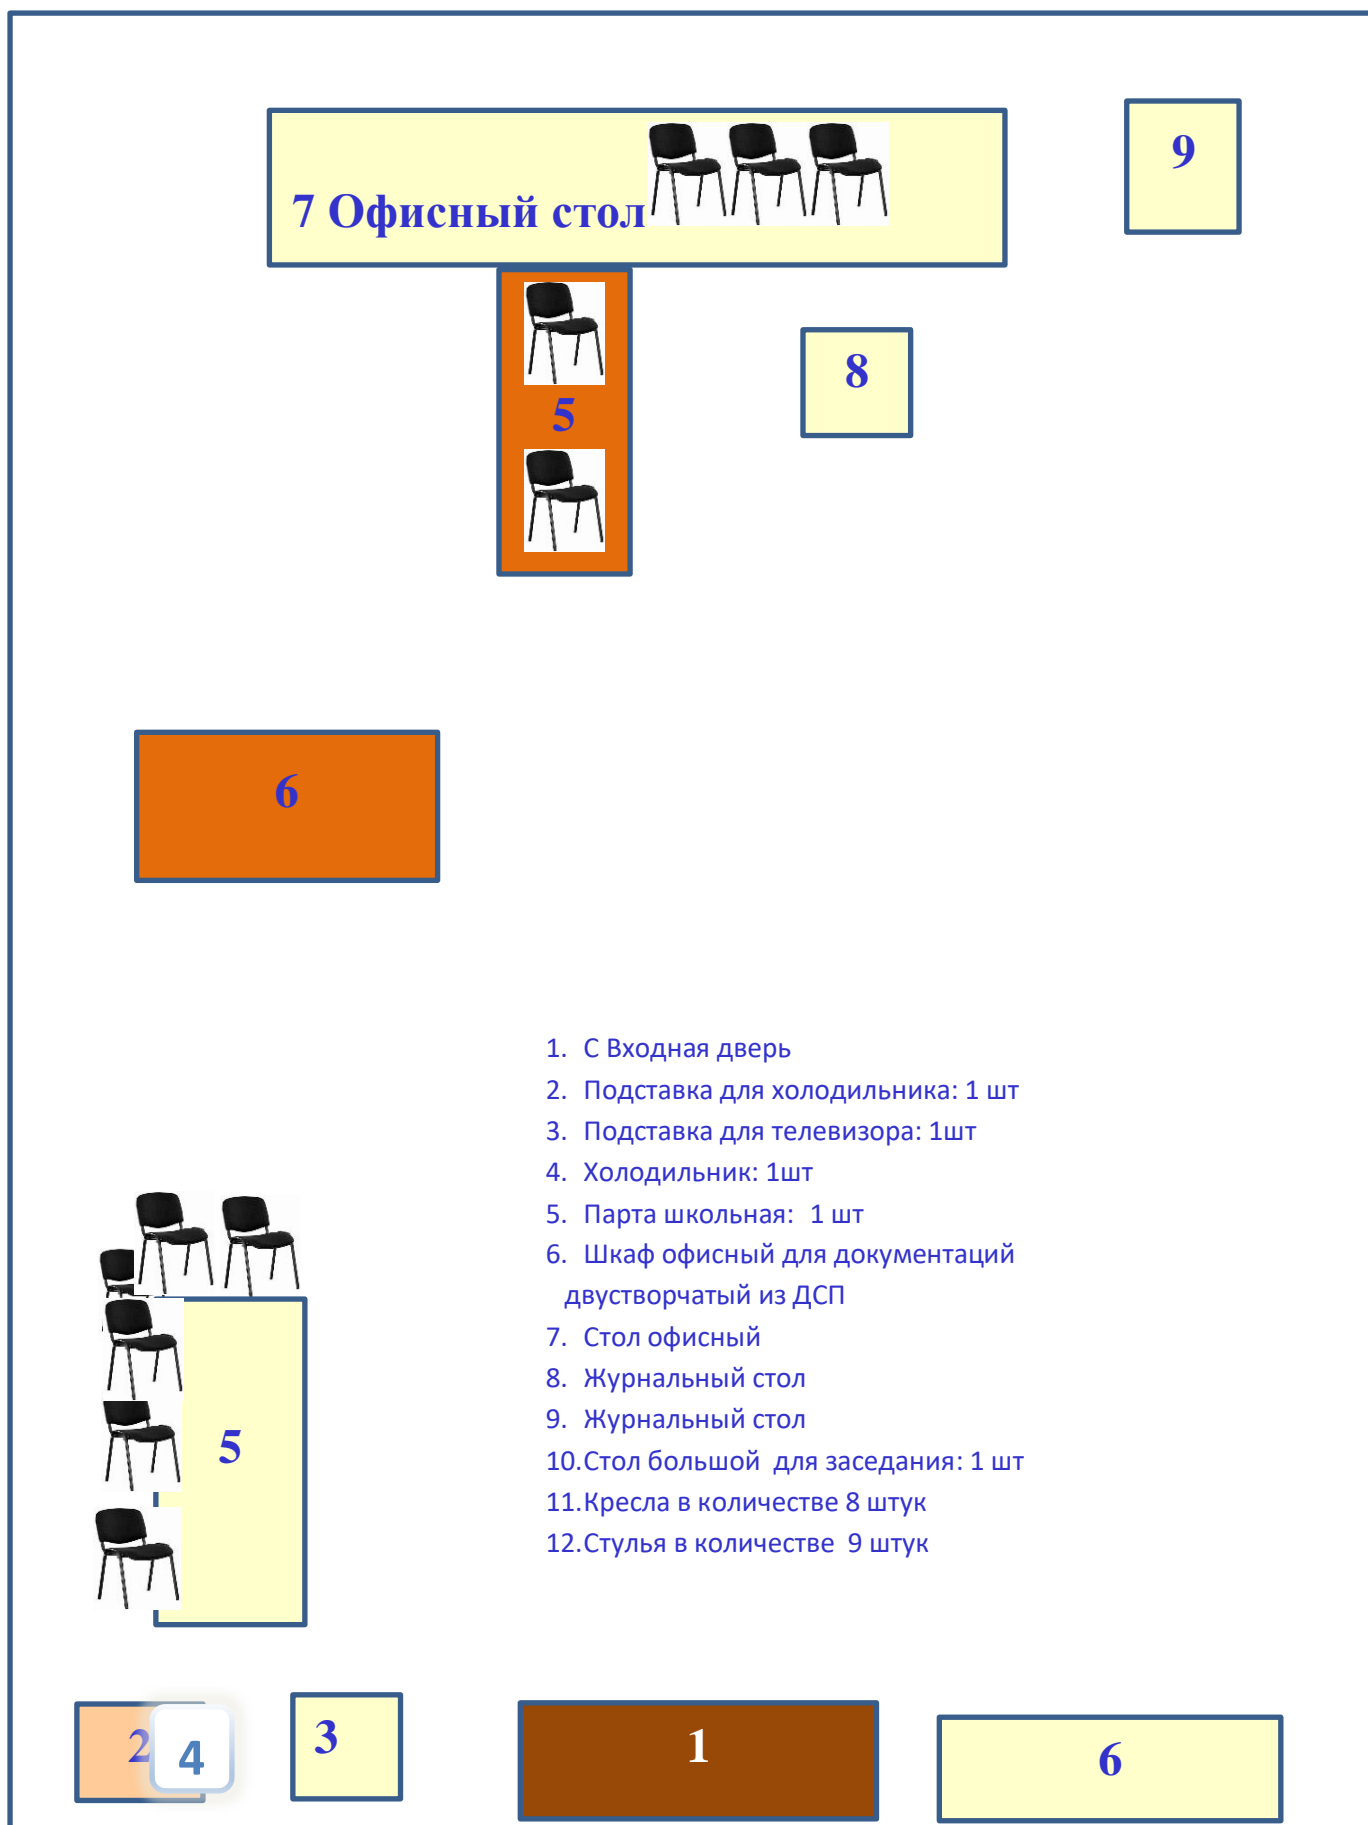 9
7 Офисный стол
8
5
6
1. С Входная дверь
2. Подставка для холодильника: 1 шт
3. Подставка для телевизора: 1шт
4. Холодильник: 1шт
5. Парта школьная: 1 шт
6. Шкаф офисный для документаций
двустворчатый из ДСП
7. Стол офисный
8. Журнальный стол
9. Журнальный стол
10.Стол большой для заседания: 1 шт
11.Кресла в количестве 8 штук
12.Стулья в количестве 9 штук
5
2
4
3
1
6